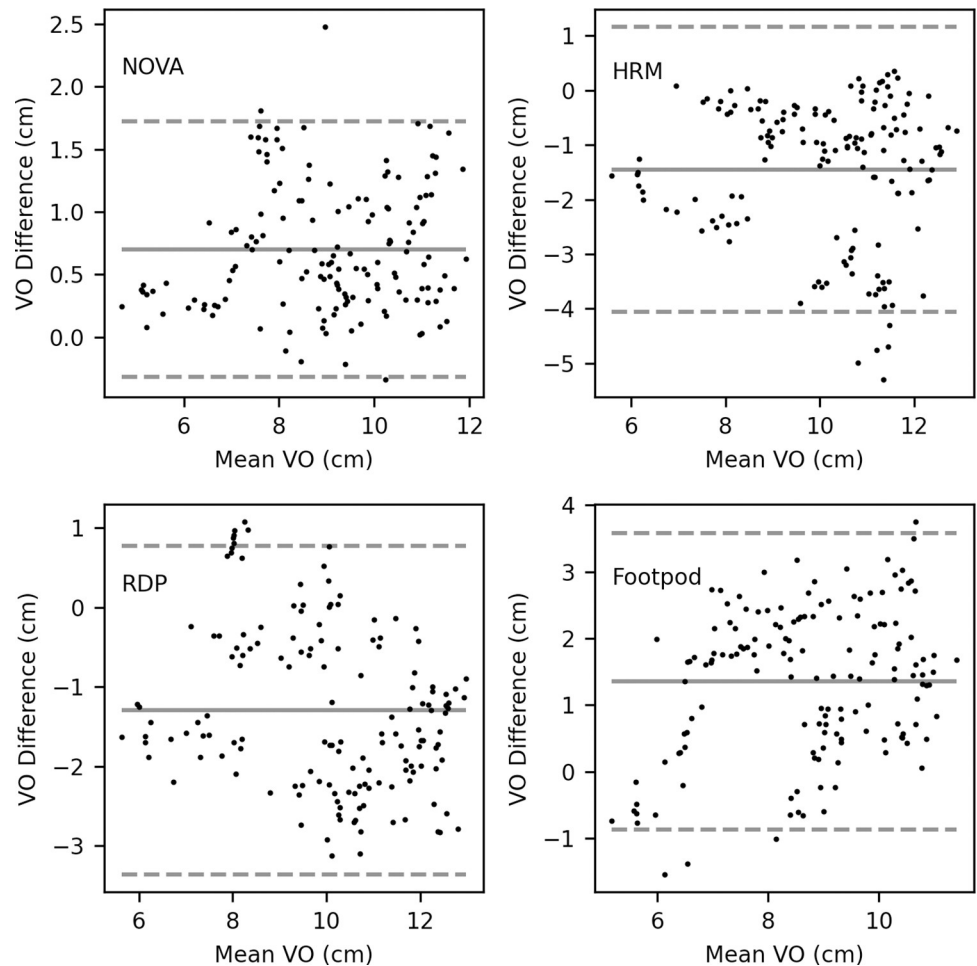 2.5
2.0
1.5
1.0
0.5
0.0
VO Difference (cm)
NOVA
6 8 10 12
Mean VO (cm)
1
0
−1
−2
−3
−4
−5
VO Difference (cm)
HRM
6 8 10 12
Mean VO (cm)
1
0
−1
−2
−3
VO Difference (cm)
RDP
6 8 10 12
Mean VO (cm)
4
3
2
1
0
−1
VO Difference (cm)
Footpod
6 8 10
Mean VO (cm)